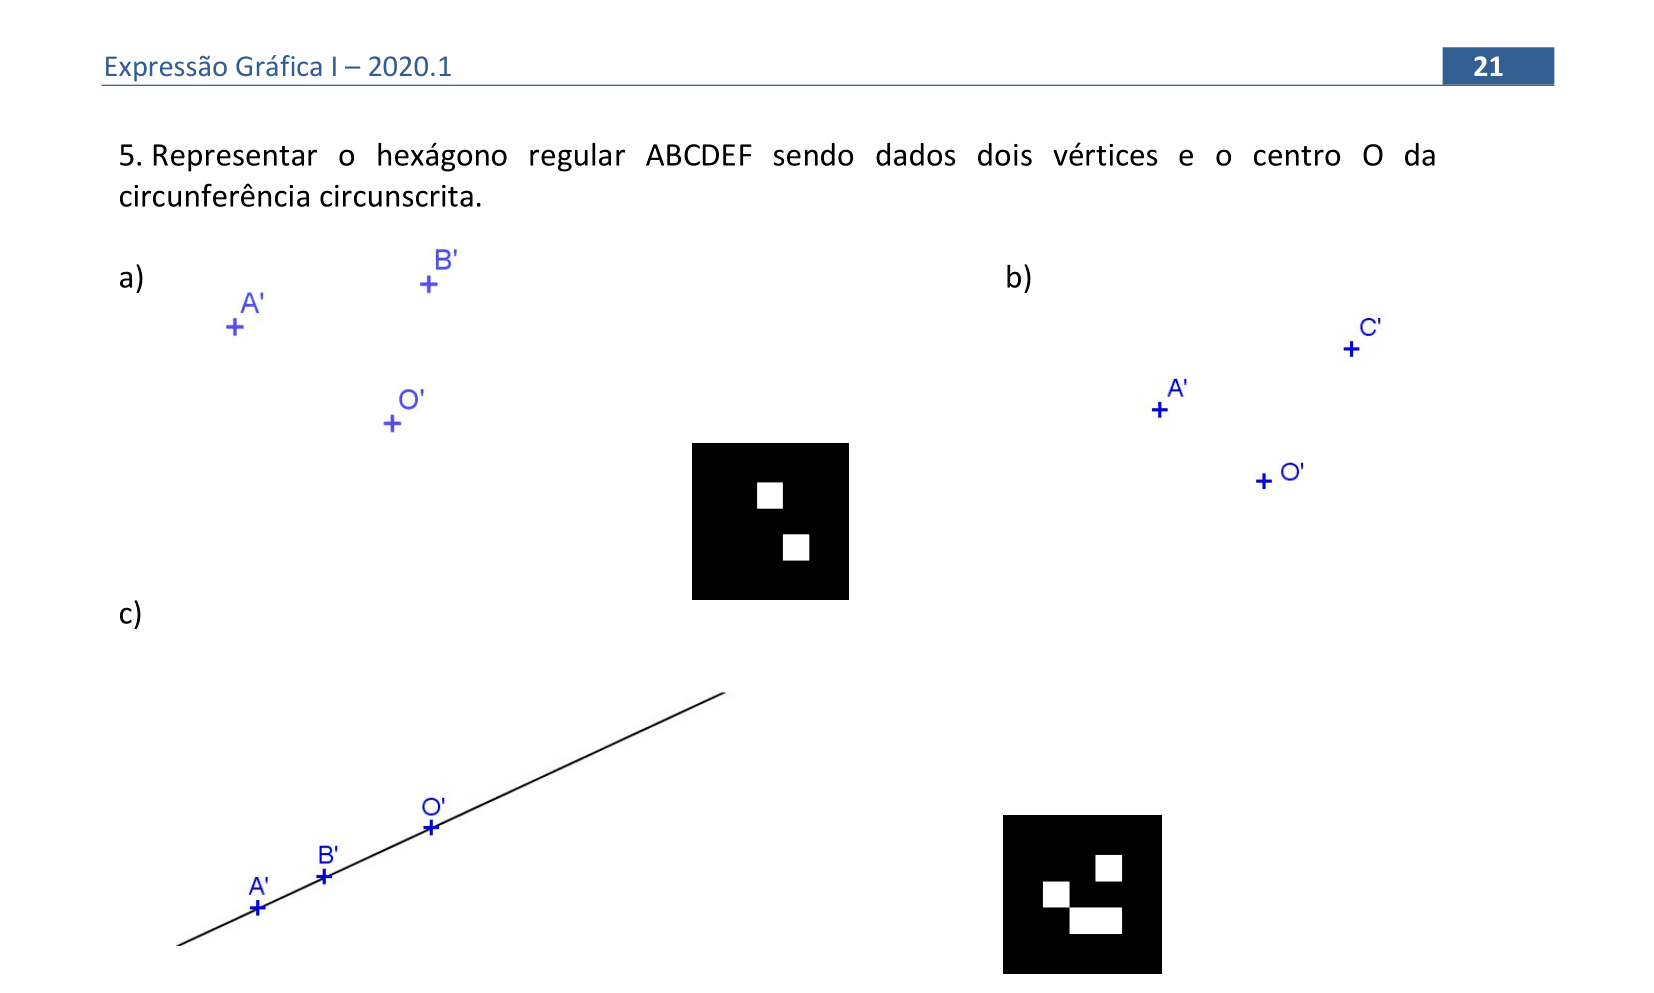 Expressão Gráfica I – 2020.1 21
5. Representar o hexágono regular ABCDEF sendo dados dois vértices e o centro O da
circunferência circunscrita.
a)
B'
A'
O'
b)
C'
A'
O'
c)
O'
B'
A'